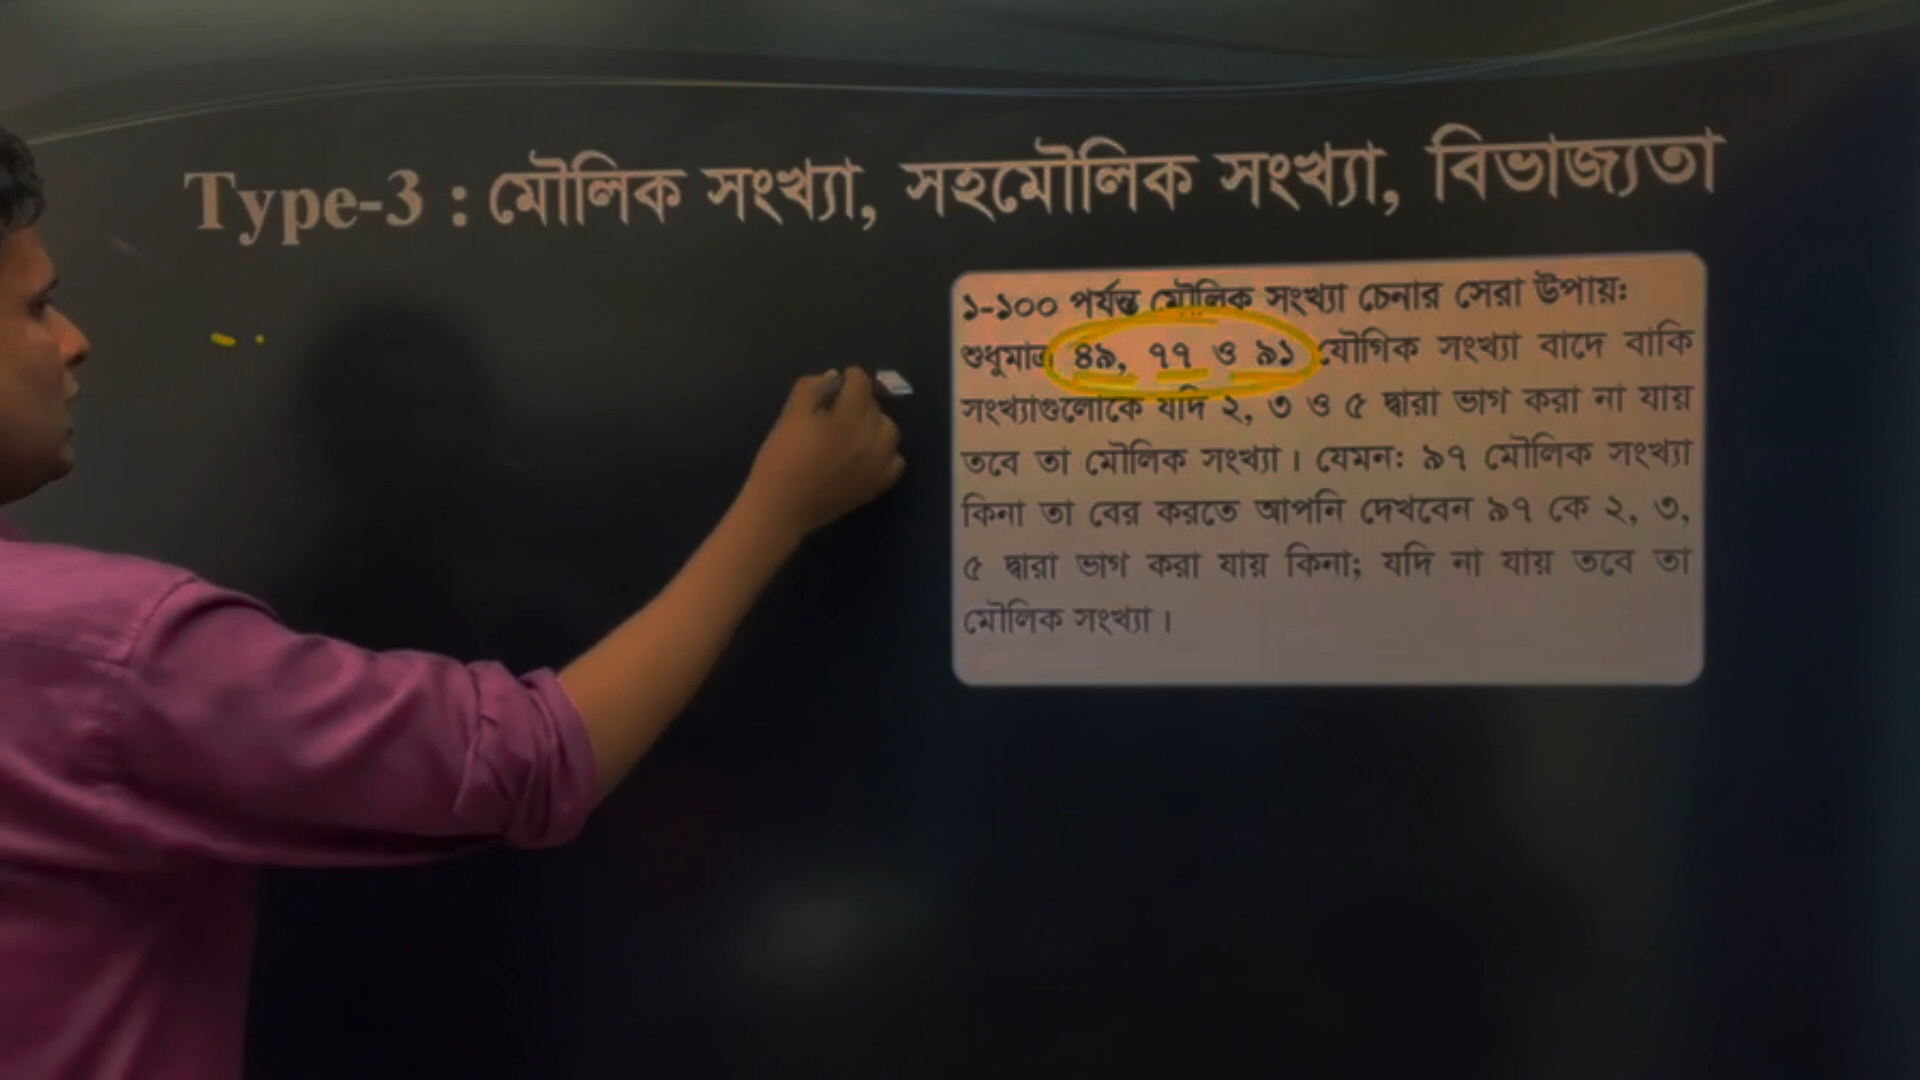 Type-3 : মৌলিক সংখ্যা, সহমৌলিক সংখ্যা, বিভাজ্যতা
১-১০০ পর্যন্ত মৌলিক সংখ্যা চেনার সেরা উপায়ঃ
শুধুমাত্র ৪৯, ৭৭ ও ৯১ যৌগিক সংখ্যা বাদে বাকি
সংখ্যাগুলোকে যদি ২, ৩ ও ৫ দ্বারা ভাগ করা না যায়
তবে তা মৌলিক সংখ্যা। যেমন: ৯৭ মৌলিক সংখ্যা
কিনা তা বের করতে আপনি দেখবেন ৯৭ কে ২, ৩,
৫ দ্বারা ভাগ করা যায় কিনা; যদি না যায় তবে তা
মৌলিক সংখ্যা।